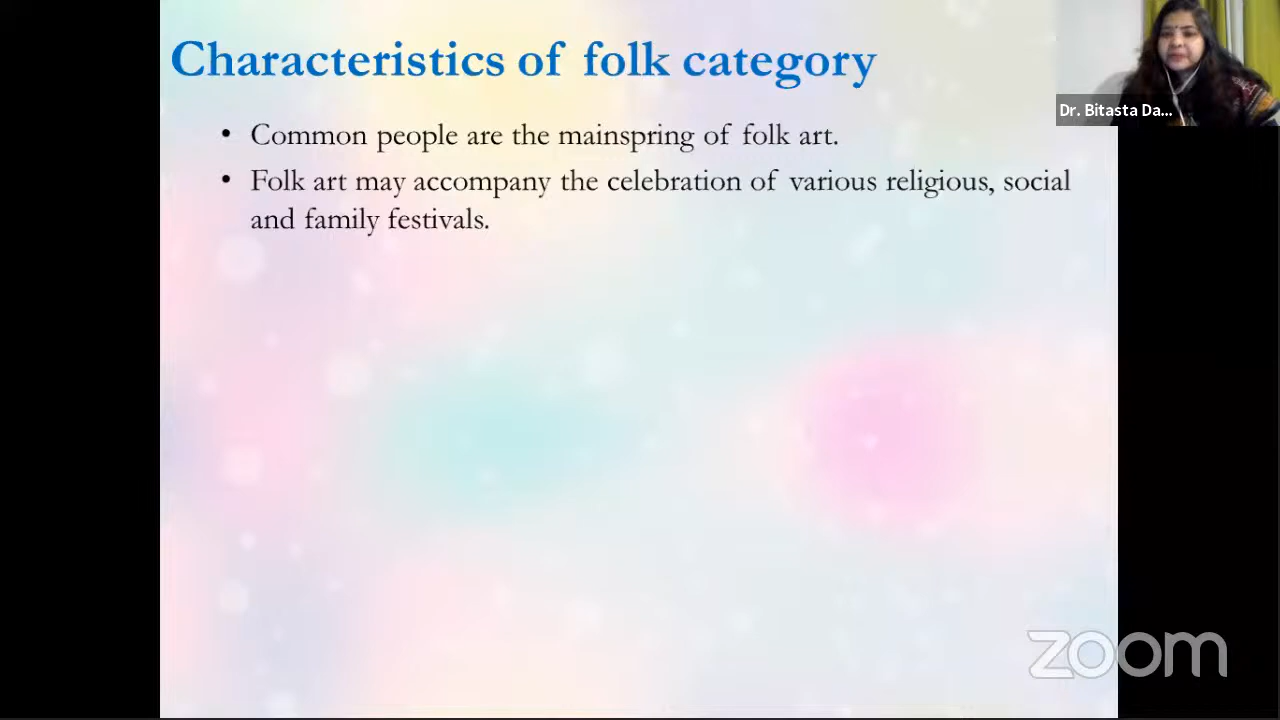 Characteristics of folk category
• Common people are the mainspring of folk art.
• Folk art may accompany the celebration of various religious, social
and family festivals.
Dr. Bitasta Da...
zoom